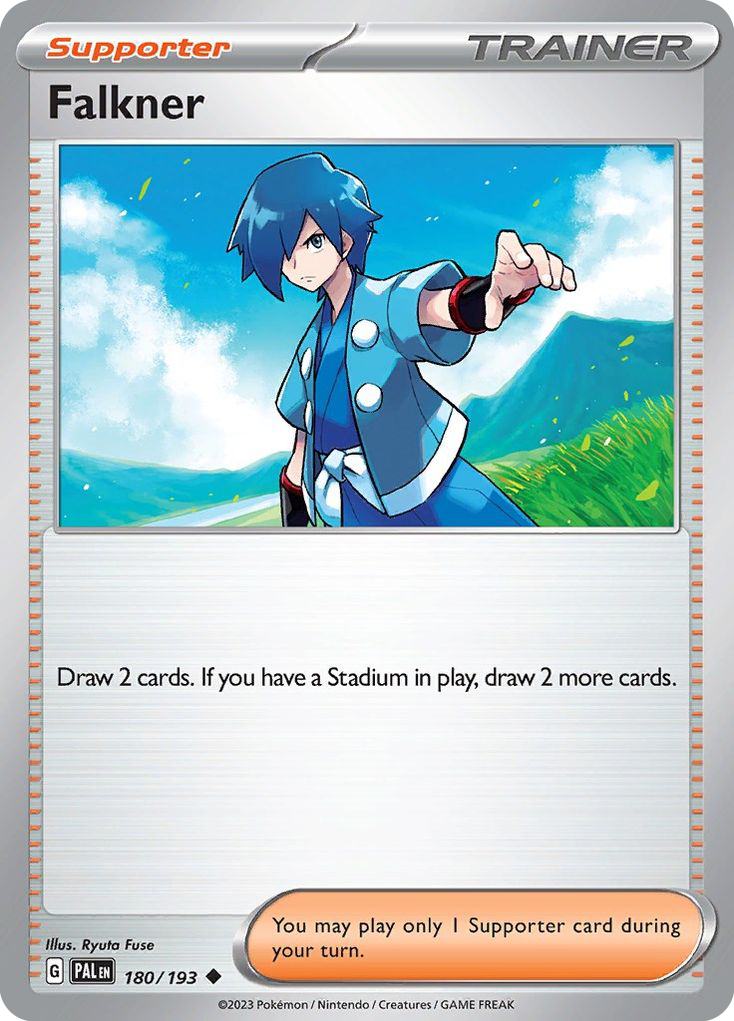 Supporter
TRAINER
Falkner
Draw 2 cards. If you have a Stadium in play, draw 2 more cards.
You may play only 1 Supporter card during
your turn.
Illus. Ryuta Fuse
G PAL EN 180/193
©2023 Pokémon / Nintendo / Creatures / GAME FREAK